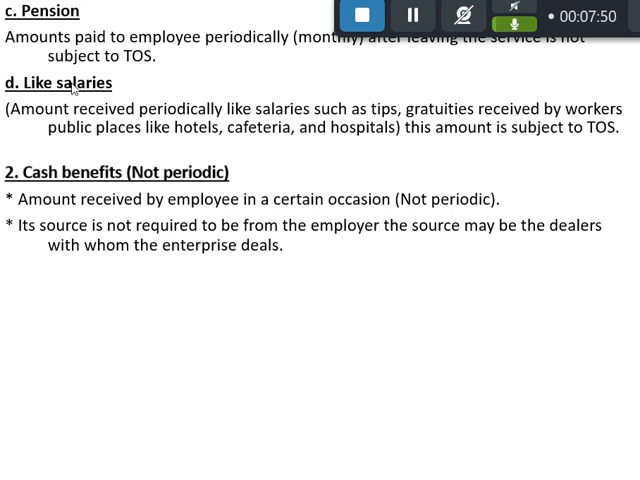 c. Pension
00:07:50
Amounts paid to employee periodically (monthly) after leaving the service is not
subject to TOS.
d. Like salaries
(Amount received periodically like salaries such as tips, gratuities received by workers
public places like hotels, cafeteria, and hospitals) this amount is subject to TOS.
2. Cash benefits (Not periodic)
* Amount received by employee in a certain occasion (Not periodic).
* Its source is not required to be from the employer the source may be the dealers
with whom the enterprise deals.